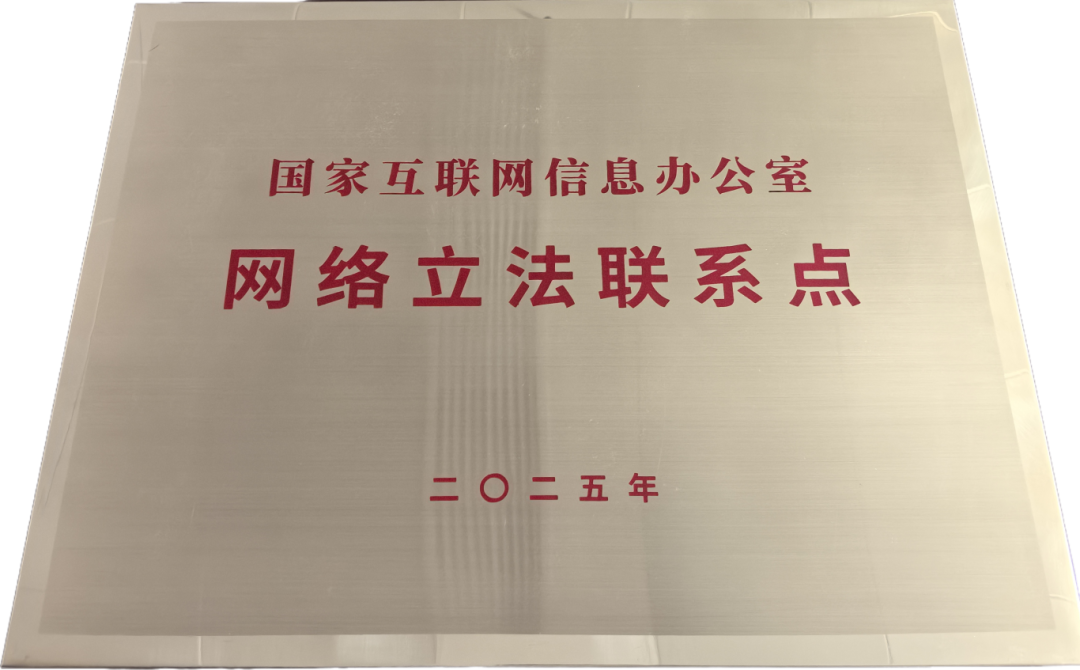 国家互联网信息办公室
网络立法联系点
二〇二五年